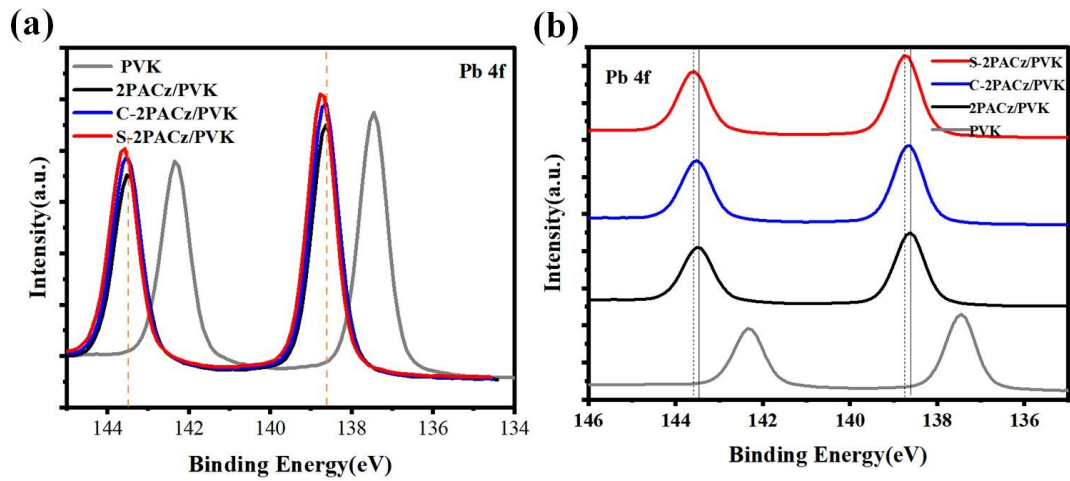 (a)
PVK
2PACz/PVK
C-2PACz/PVK
S-2PACz/PVK
Pb 4f
Intensity(a.u.)
144
142
140
138
136
134
Binding Energy(eV)
(b)
Pb 4f
S-2PACz/PVK
C-2PACz/PVK
2PACz/PVK
PVK
Intensity(a.u.)
146
144
142
140
138
136
Binding Energy(eV)